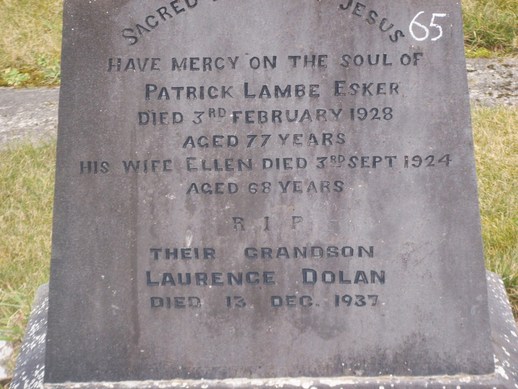 SACRED JESUS
65
HAVE MERCY ON THE SOUL OF
PATRICK LAMBE ESKER
DIED 3RD FEBRUARY 1928
AGED 77 YEARS
HIS WIFE ELLEN DIED 3RD SEPT 1924
AGED 68 YEARS
R I P
THEIR GRANDSON
LAURENCE DOLAN
DIED 13. DEC. 1937.